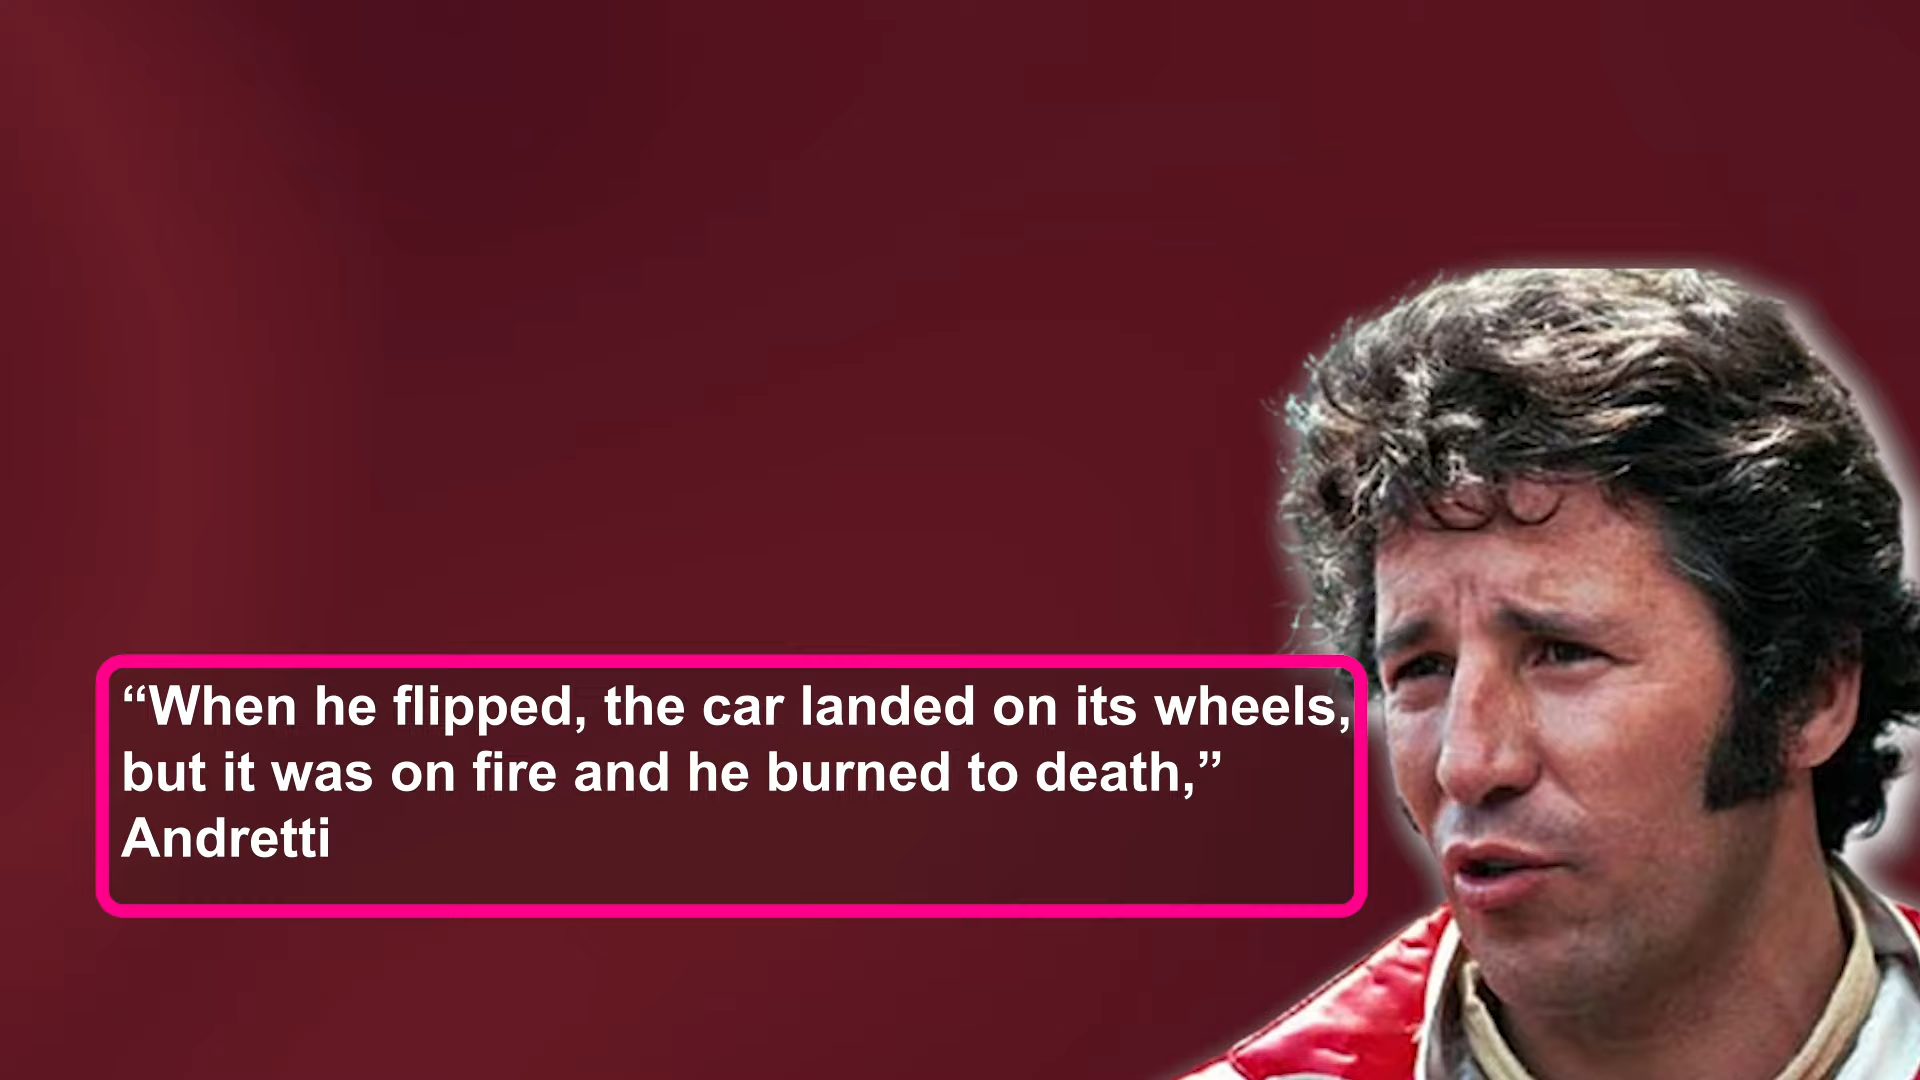 “When he flipped, the car landed on its wheels,
but it was on fire and he burned to death,”
Andretti